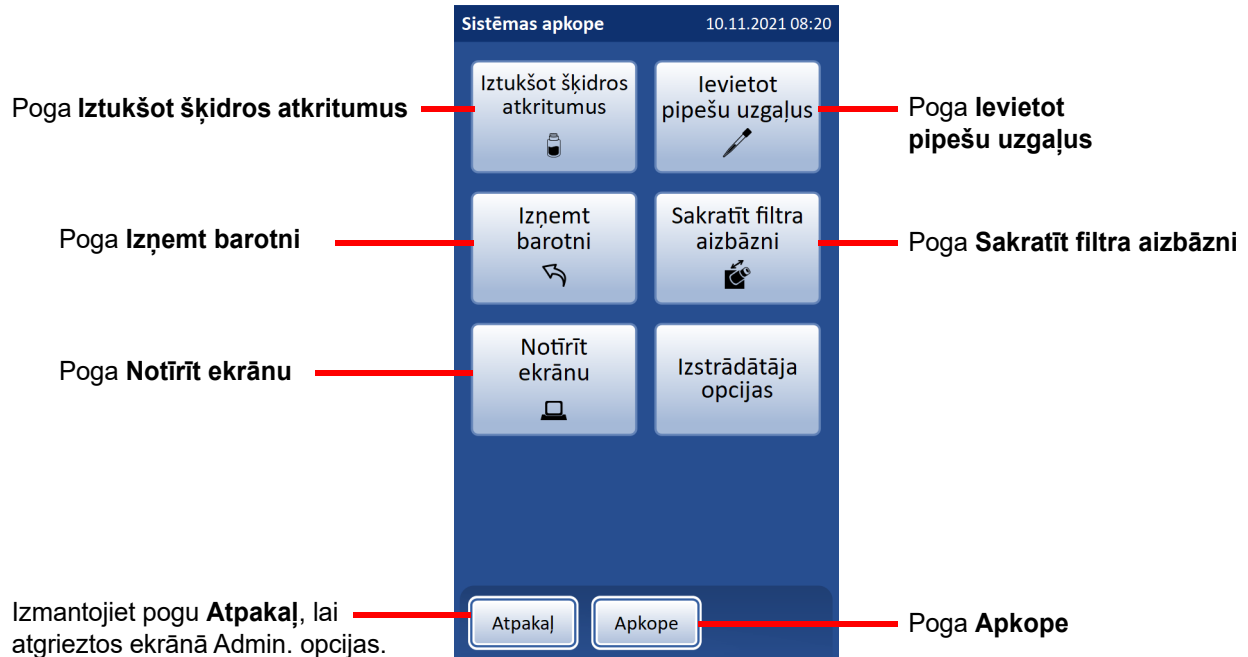 Sistēmas apkope 10.11.2021 08:20
Poga Iztukšot šķidros atkritumus
Iztukšot šķidros
atkritumus
Ievietot
pipešu uzgaļus
Poga Ievietot
pipešu uzgaļus
Poga Izņemt barotni
Izņemt
barotni
Sakratīt filtra
aizbāzni
Poga Sakratīt filtra aizbāzni
Poga Notīrīt ekrānu
Notīrīt
ekrānu
Izstrādātāja
opcijas
Izmantojiet pogu Atpakaļ, lai
atgrieztos ekrānā Admin. opcijas.
Atpakaļ
Apkope
Poga Apkope